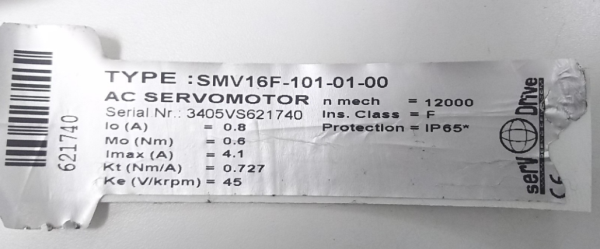 TYPE : SMV16F-101-01-00
AC SERVOMOTOR n mech = 12000
Serial Nr.: 3405VS621740 Ins. Class = F
Io (A) = 0.8 Protection = IP65*
Mo (Nm) = 0.6
Imax (A) = 4.1
Kt (Nm/A) = 0.727
Ke (V/krpm) = 45
621740
serv Drive
CE